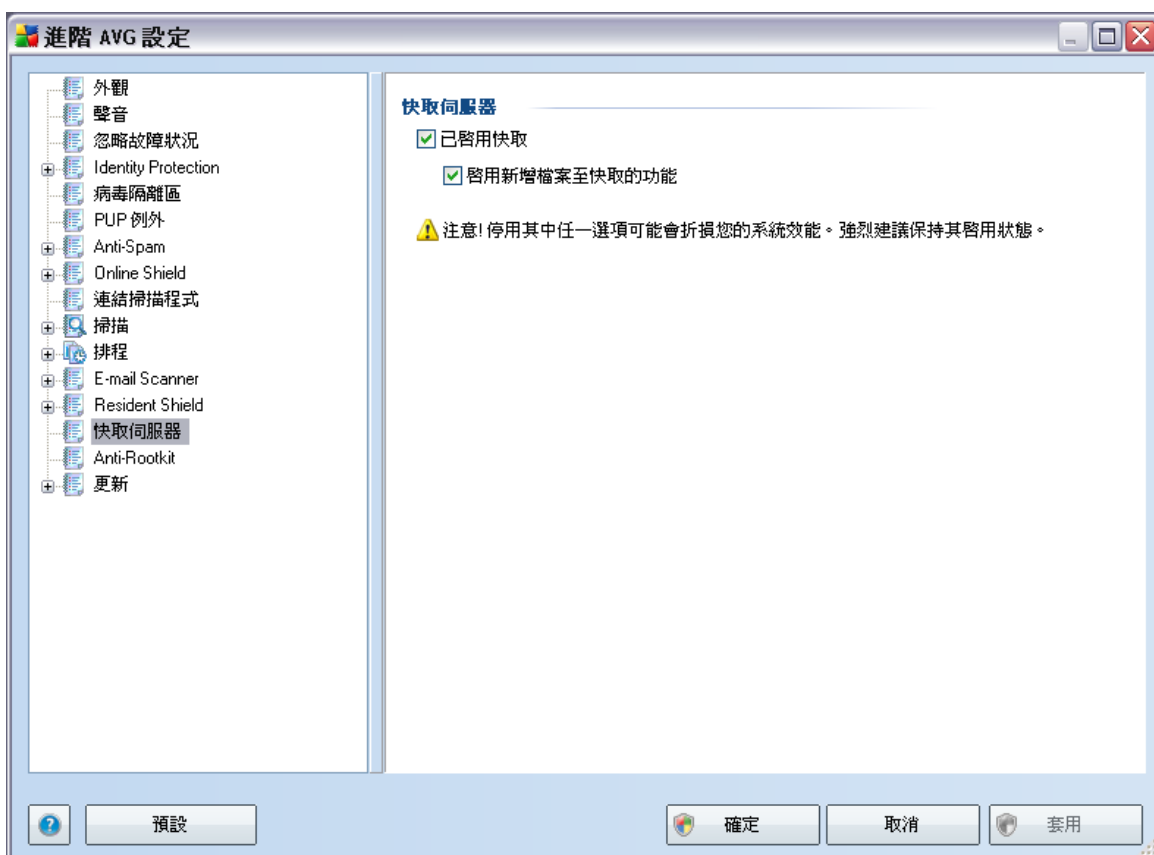 進階 AVG 設定
外觀
聲音
忽略故障狀況
Identity Protection
病毒隔離區
PUP 例外
Anti-Spam
Online Shield
連結掃描程式
掃描
排程
E-mail Scanner
Resident Shield
快取伺服器
Anti-Rootkit
更新
快取伺服器
已啓用快取
啓用新增檔案至快取的功能
注意! 停用其中任一選項可能會折損您的系統效能。強烈建議保持其啓用狀態。
預設
確定
取消
套用